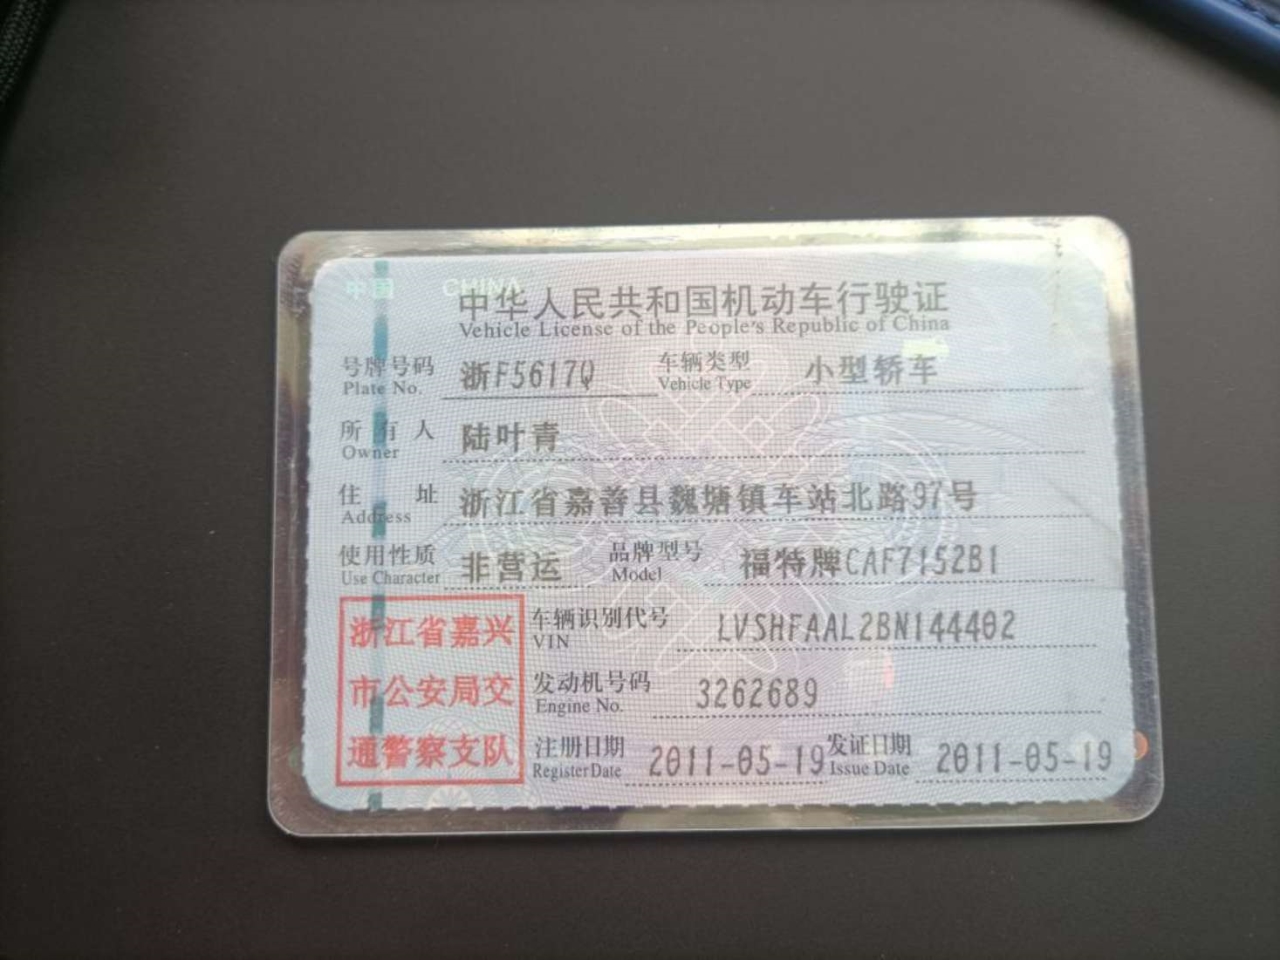 中国 CHINA
中华人民共和国机动车行驶证
Vehicle License of the People's Republic of China
号牌号码 浙F5617Q 车辆类型 小型轿车
Plate No. Vehicle Type
所有人 陆叶青
Owner
住址 浙江省嘉善县魏塘镇车站北路97号
Address
使用性质 非营运 品牌型号 福特牌CAF7152B1
Use Character Model
浙江省嘉兴
市公安局交
通警察支队
车辆识别代号 LVSHFAAL2BN144402
VIN
发动机号码 3262689
Engine No.
注册日期 2011-05-19 发证日期 2011-05-19
Register Date Issue Date